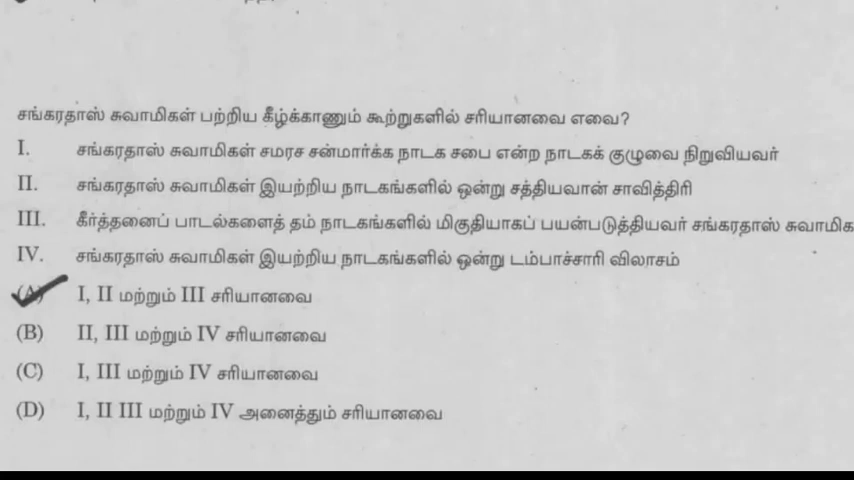 சங்கரதாஸ் சுவாமிகள் பற்றிய கீழ்க்காணும் கூற்றுகளில் சரியானவை எவை?
I. சங்கரதாஸ் சுவாமிகள் சமரச சன்மார்க்க நாடக சபை என்ற நாடகக் குழுவை நிறுவியவர்
II. சங்கரதாஸ் சுவாமிகள் இயற்றிய நாடகங்களில் ஒன்று சத்தியவான் சாவித்திரி
III. கீர்த்தனைப் பாடல்களைத் தம் நாடகங்களில் மிகுதியாகப் பயன்படுத்தியவர் சங்கரதாஸ் சுவாமிக
IV. சங்கரதாஸ் சுவாமிகள் இயற்றிய நாடகங்களில் ஒன்று டம்பாச்சாரி விலாசம்
(A) I, II மற்றும் III சரியானவை
(B) II, III மற்றும் IV சரியானவை
(C) I, III மற்றும் IV சரியானவை
(D) I, II III மற்றும் IV அனைத்தும் சரியானவை